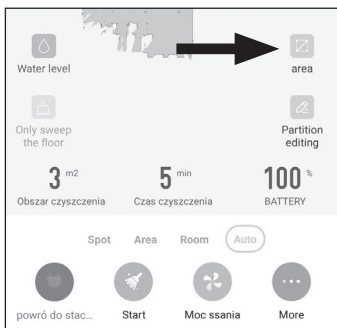 Water level
area
Only sweep
the floor
Partition
editing
3 m2
5 min
100 %
Obszar czyszczenia
Czas czyszczenia
BATTERY
Spot
Area
Room
Auto
powró do stac...
Start
Moc ssania
More